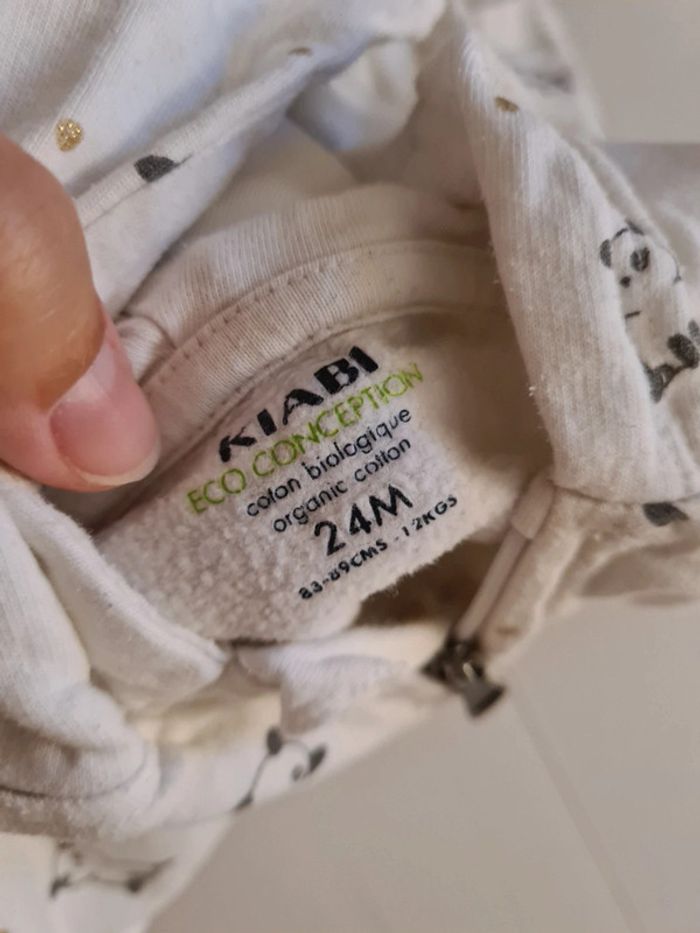 KIABI
ECO CONCEPTION
coton biologique
organic cotton
24M
83-89CMS - 12KGS